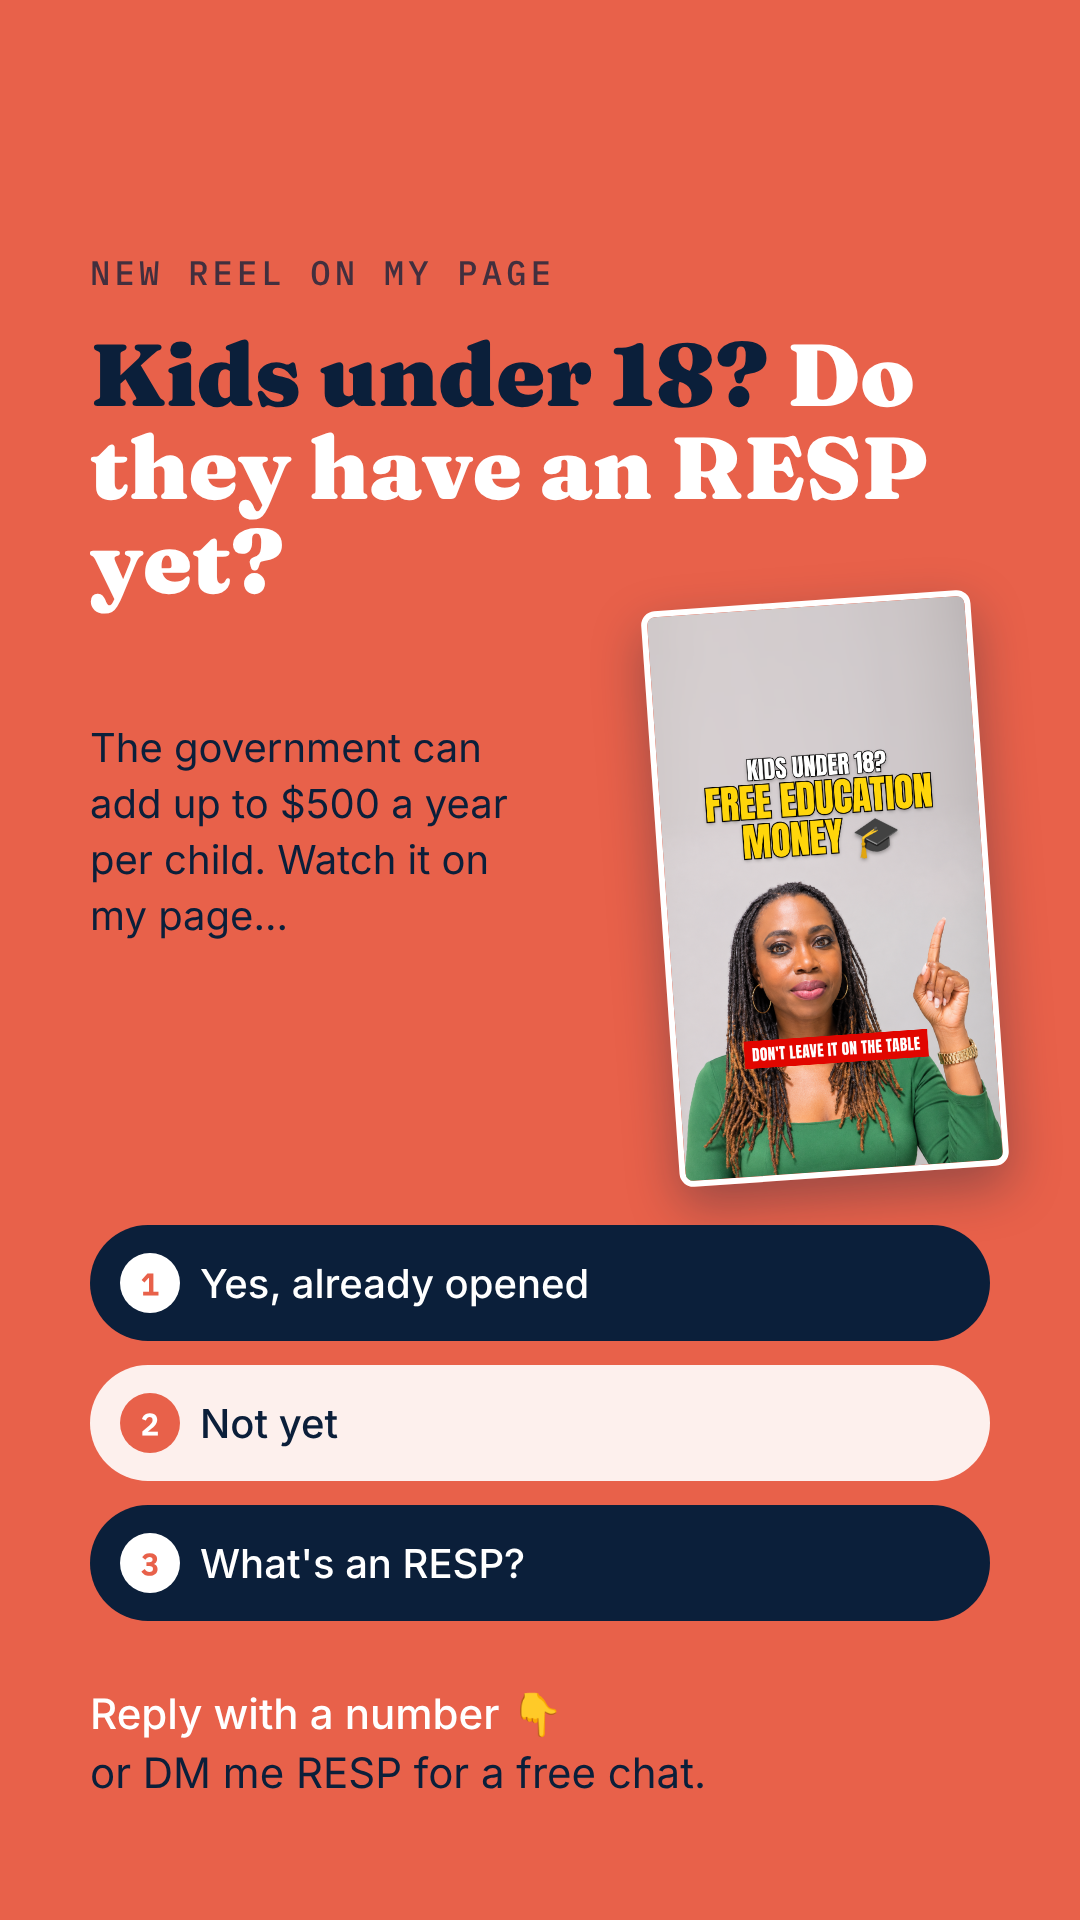 NEW REEL ON MY PAGE
Kids under 18? Do
they have an RESP
yet?
The government can
add up to $500 a year
per child. Watch it on
my page...
KIDS UNDER 18?
FREE EDUCATION
MONEY 🎓
DON'T LEAVE IT ON THE TABLE
1 Yes, already opened
2 Not yet
3 What's an RESP?
Reply with a number 👇
or DM me RESP for a free chat.